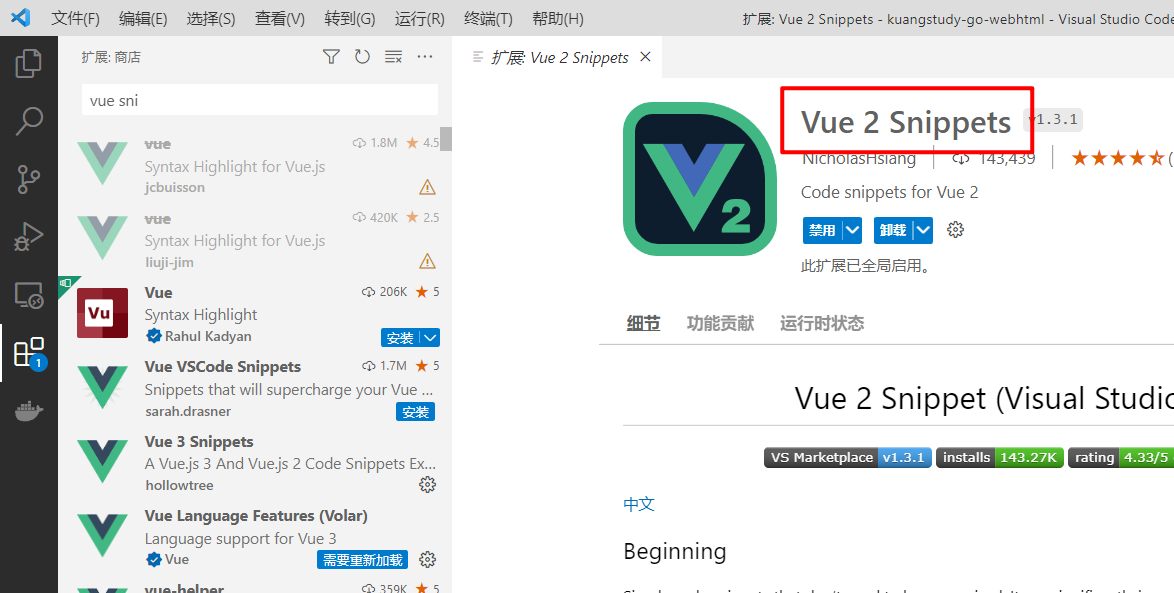 文件(F) 编辑(E) 选择(S) 查看(V) 转到(G) 运行(R) 终端(T) 帮助(H) 扩展: Vue 2 Snippets - kuangstudy-go-webhtml - Visual Studio Code
扩展: 商店
扩展: Vue 2 Snippets
vue sni
vue 1.8M 4.5
Syntax Highlight for Vue.js
jcbuisson
vue 420K 2.5
Syntax Highlight for Vue.js
liuji-jim
Vue 206K 5
Vu
Syntax Highlight
Rahul Kadyan 安装
Vue VSCode Snippets 1.7M 5
Snippets that will supercharge your Vue ...
sarah.drasner 安装
Vue 3 Snippets
A Vue.js 3 And Vue.js 2 Code Snippets Ex...
hollowtree
Vue Language Features (Volar)
Language support for Vue 3
Vue 需要重新加载
vue-helper 359K 5
1
2
Vue 2 Snippets v1.3.1
NicholasHsiang 143,439 (
Code snippets for Vue 2
禁用 卸载
此扩展已全局启用。
细节 功能贡献 运行时状态
Vue 2 Snippet (Visual Studio
VS Marketplace v1.3.1 installs 143.27K rating 4.33/5
中文
Beginning